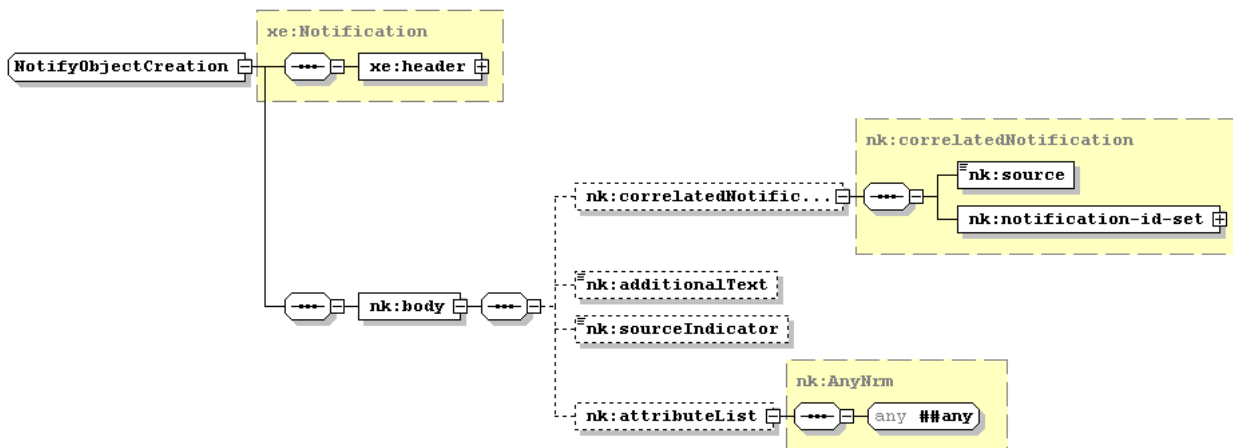 xe:Notification
NotifyObjectCreation
xe:header
nk:correlatedNotification
nk:source
nk:correlatedNotific...
nk:notification-id-set
nk:additionalText
nk:body
nk:sourceIndicator
nk:AnyNrm
nk:attributeList
any ##any